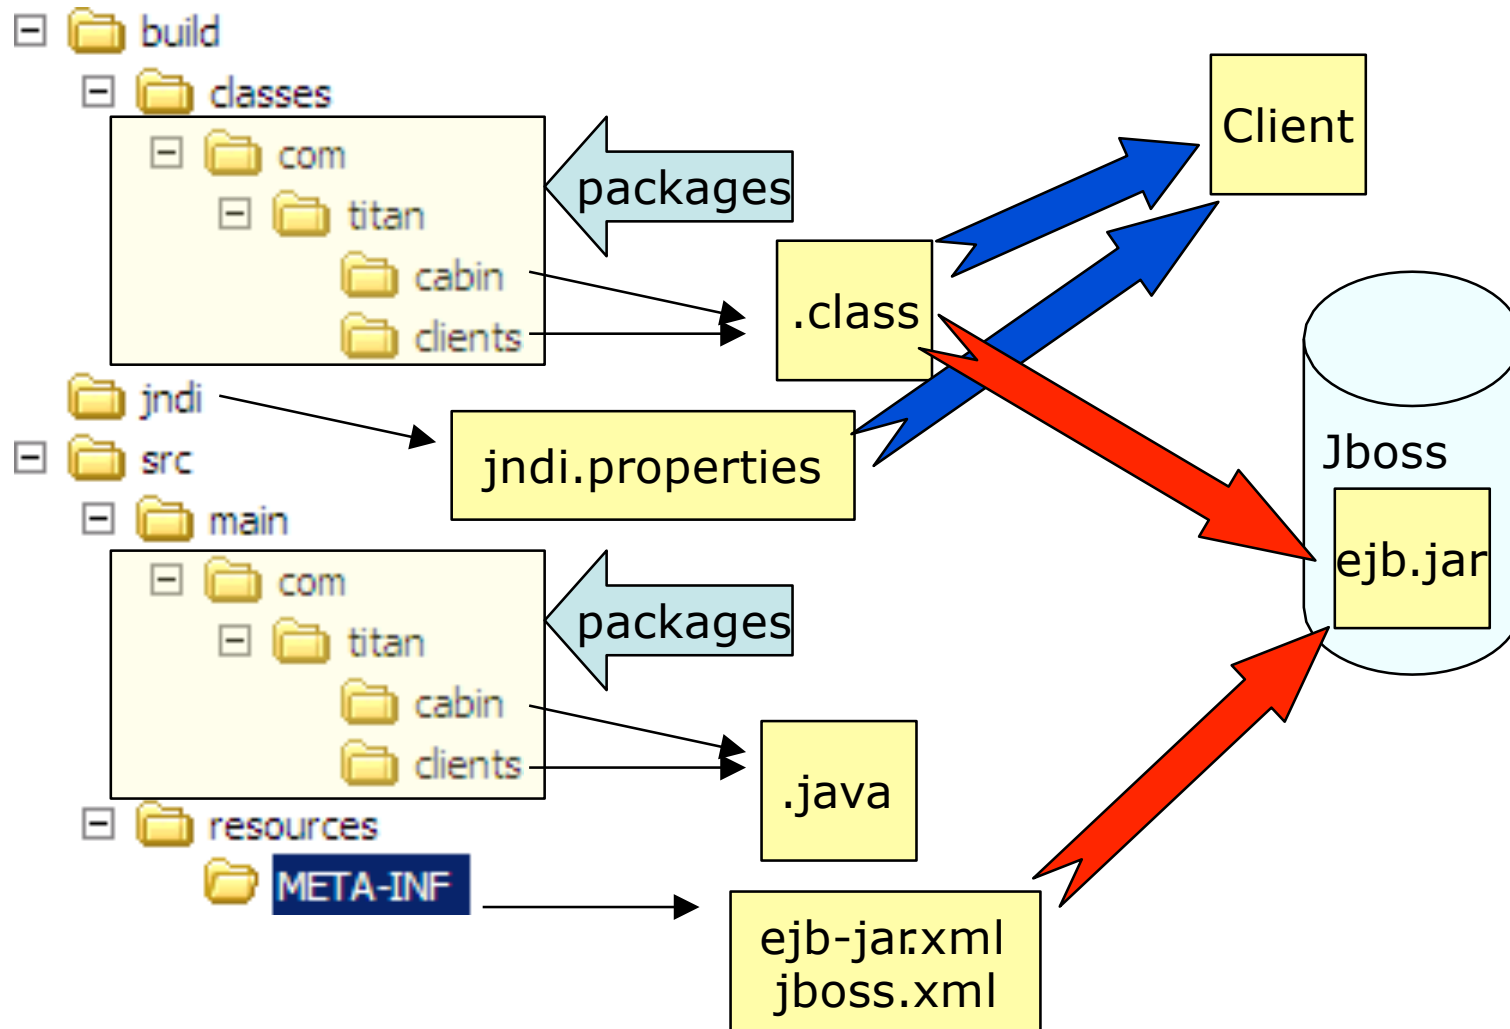 build
classes
com
titan
cabin
clients
packages
.class
Client
jndi
jndi.properties
Jboss
ejb.jar
src
main
com
titan
cabin
clients
packages
.java
resources
META-INF
ejb-jar.xml
jboss.xml